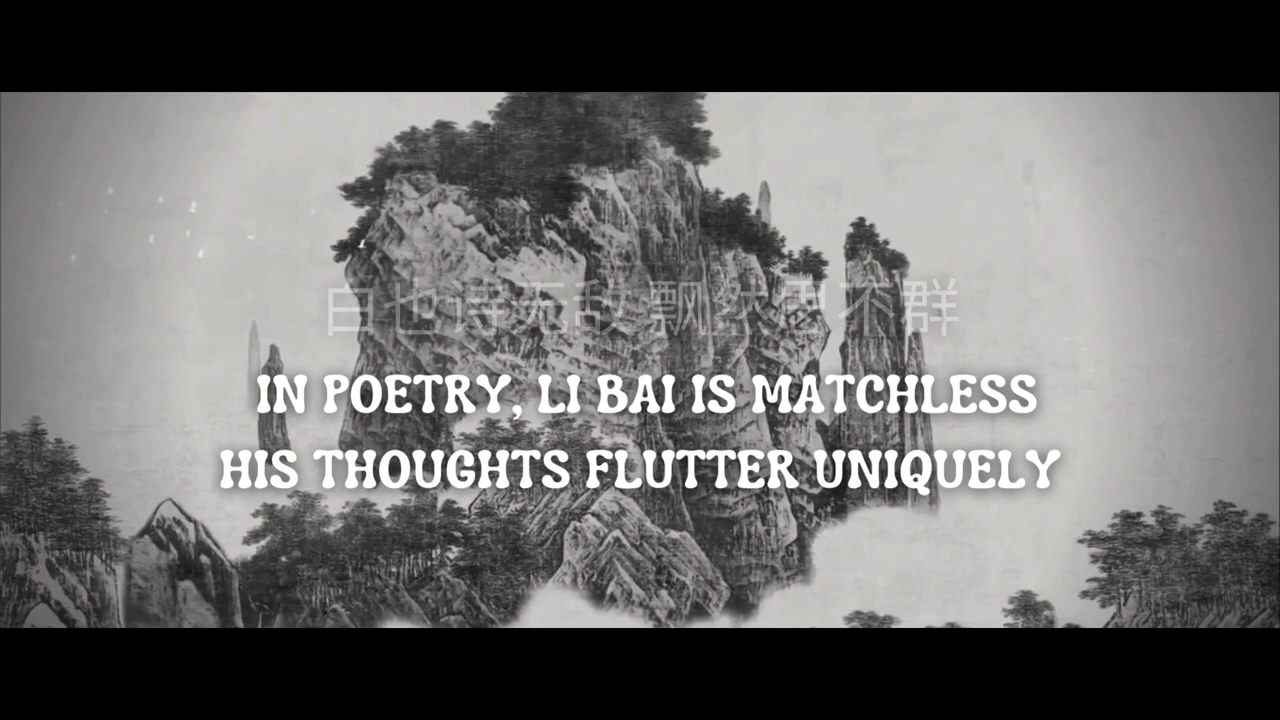 白也诗无敌 飘然思不群
IN POETRY, LI BAI IS MATCHLESS
HIS THOUGHTS FLUTTER UNIQUELY